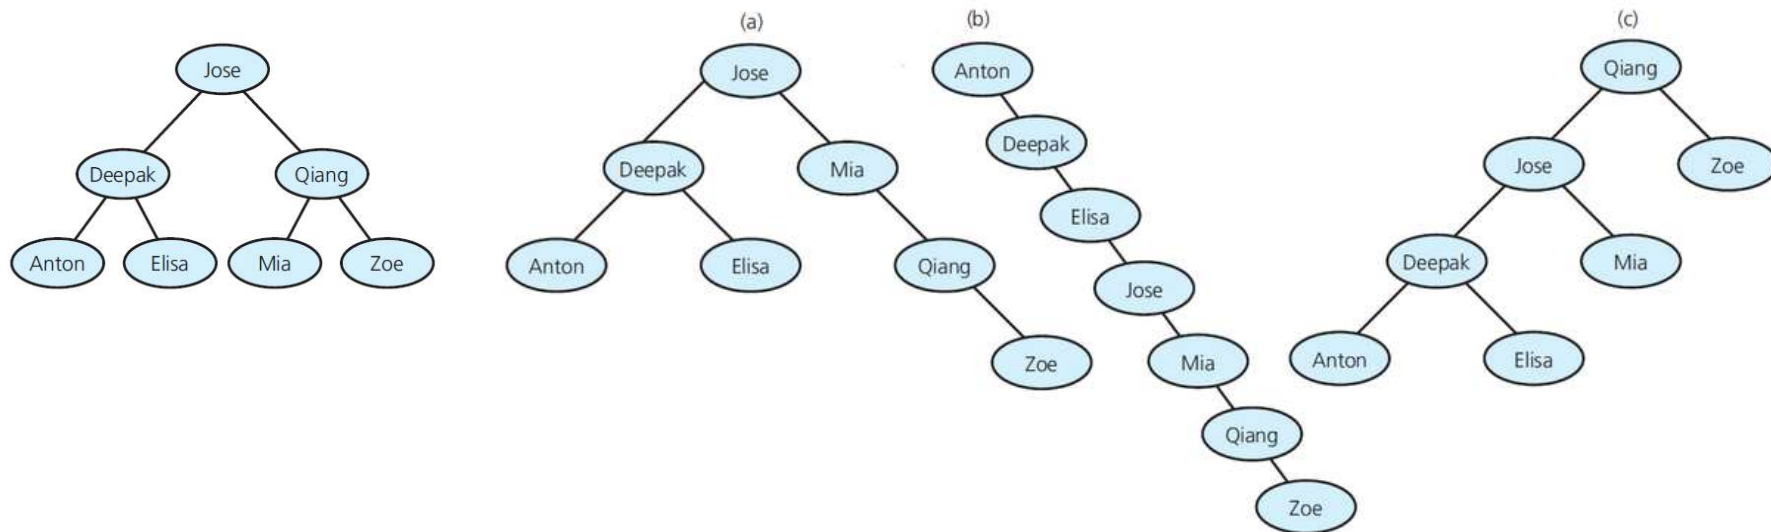 (a) (b) (c)
Jose
Deepak Qiang
Anton Elisa Mia Zoe
Jose
Deepak Mia
Anton Elisa Qiang
Zoe
Anton
Deepak
Elisa
Jose
Mia
Qiang
Zoe
Qiang
Jose Zoe
Deepak Mia
Anton Elisa